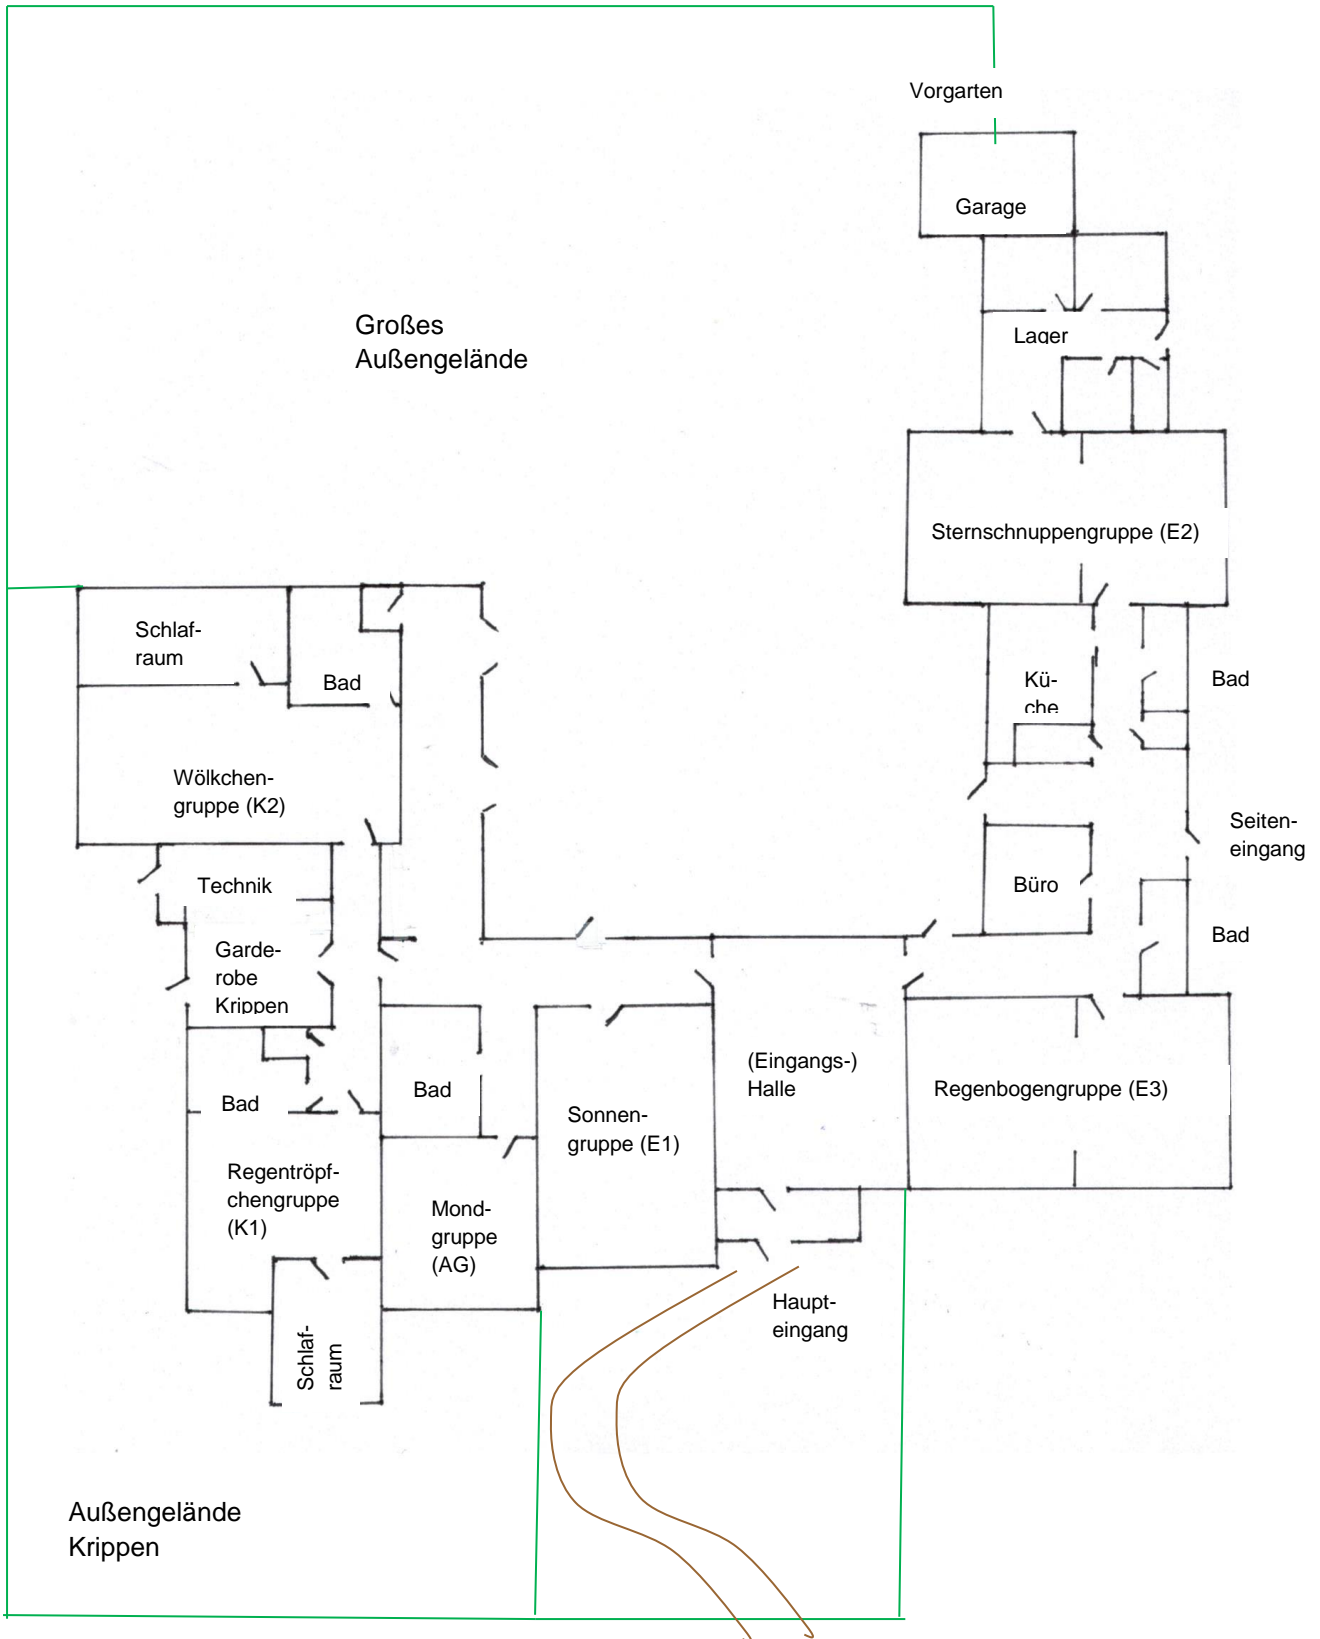 Vorgarten
Garage
Großes
Außengelände
Lager
Sternschnuppengruppe (E2)
Schlaf-
raum
Bad
Kü-
che
Bad
Wölkchen-
gruppe (K2)
Seiten-
eingang
Technik
Büro
Garde-
robe
Krippen
Bad
(Eingangs-)
Halle
Regenbogengruppe (E3)
Bad
Bad
Sonnen-
gruppe (E1)
Regentröpf-
chengruppe
(K1)
Mond-
gruppe
(AG)
Haupt-
eingang
Schlaf-
raum
Außengelände
Krippen